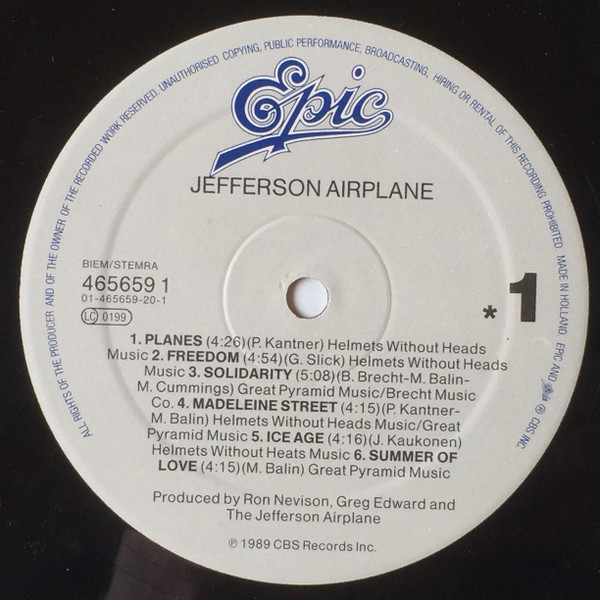 ALL RIGHTS OF THE PRODUCER AND OF THE OWNER OF THE RECORDED WORK RESERVED. UNAUTHORISED COPYING, PUBLIC PERFORMANCE, BROADCASTING, HIRING OR RENTAL OF THIS RECORDING PROHIBITED. MADE IN HOLLAND. EPIC AND ℗ CBS INC.
Epic
JEFFERSON AIRPLANE
BIEM/STEMRA
465659 1
01-465659-20-1
LC 0199
* 1
1. PLANES (4:26)(P. Kantner) Helmets Without Heads
Music 2. FREEDOM (4:54)(G. Slick) Helmets Without Heads
Music 3. SOLIDARITY (5:08)(B. Brecht-M. Balin-
M. Cummings) Great Pyramid Music/Brecht Music
Co. 4. MADELEINE STREET (4:15)(P. Kantner-
M. Balin) Helmets Without Heads Music/Great
Pyramid Music 5. ICE AGE (4:16)(J. Kaukonen)
Helmets Without Heats Music 6. SUMMER OF
LOVE (4:15)(M. Balin) Great Pyramid Music
Produced by Ron Nevison, Greg Edward and
The Jefferson Airplane
℗ 1989 CBS Records Inc.